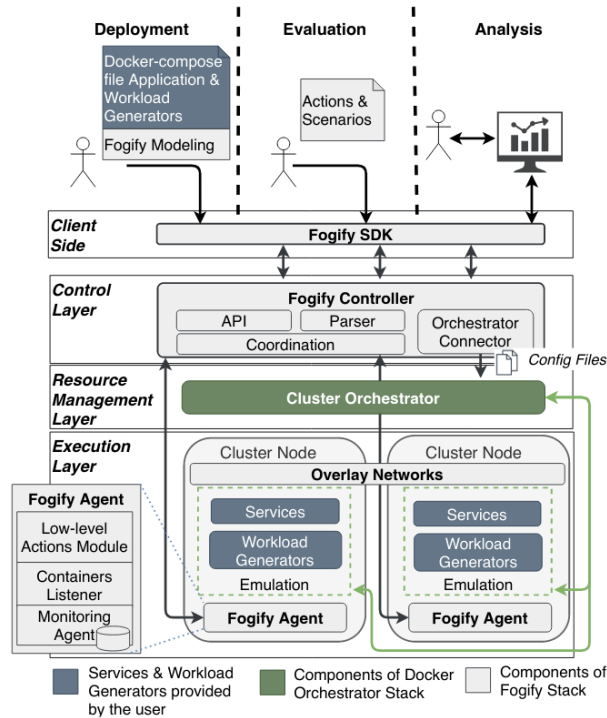 Deployment
Evaluation
Analysis
Docker-compose
file Application &
Workload
Generators
Fogify Modeling
Actions &
Scenarios
Client
Side
Fogify SDK
Control
Layer
Fogify Controller
API
Parser
Coordination
Orchestrator
Connector
Config Files
Resource
Management
Layer
Cluster Orchestrator
Execution
Layer
Cluster Node
Cluster Node
Overlay Networks
Services
Workload
Generators
Emulation
Fogify Agent
Services
Workload
Generators
Emulation
Fogify Agent
Fogify Agent
Low-level
Actions Module
Containers
Listener
Monitoring
Agent
Services & Workload
Generators provided
by the user
Components of Docker
Orchestrator Stack
Components of
Fogify Stack